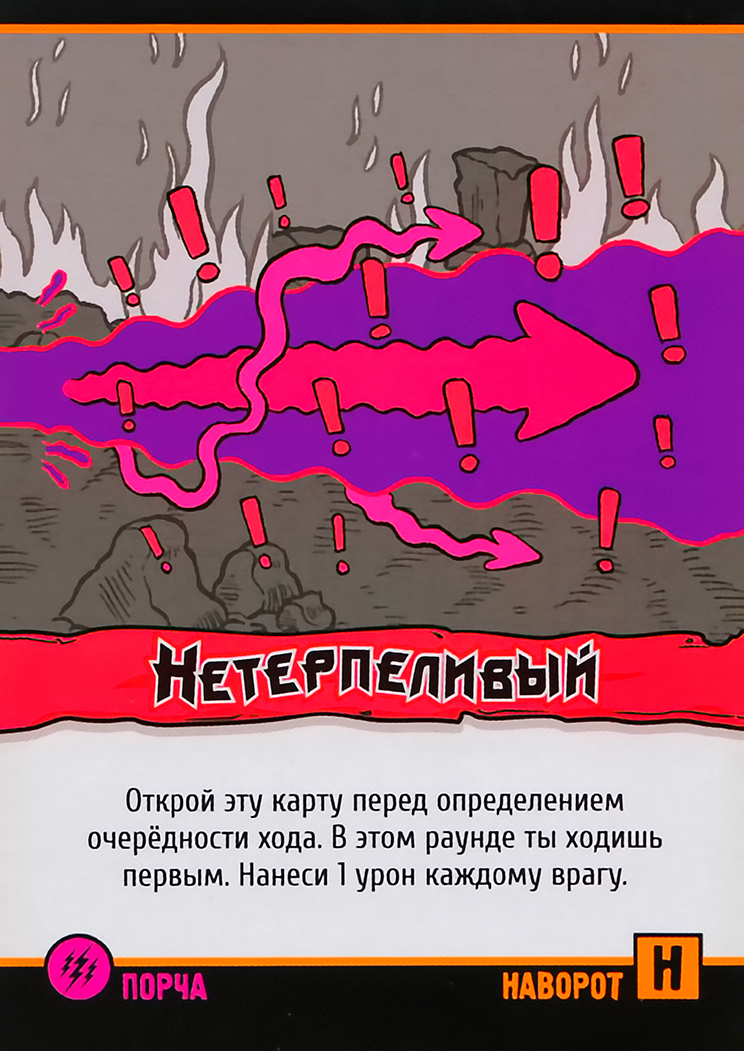 Нетерпеливый
Открой эту карту перед определением
очерёдности хода. В этом раунде ты ходишь
первым. Нанеси 1 урон каждому врагу.
ПОРЧА
НАВОРОТ Н